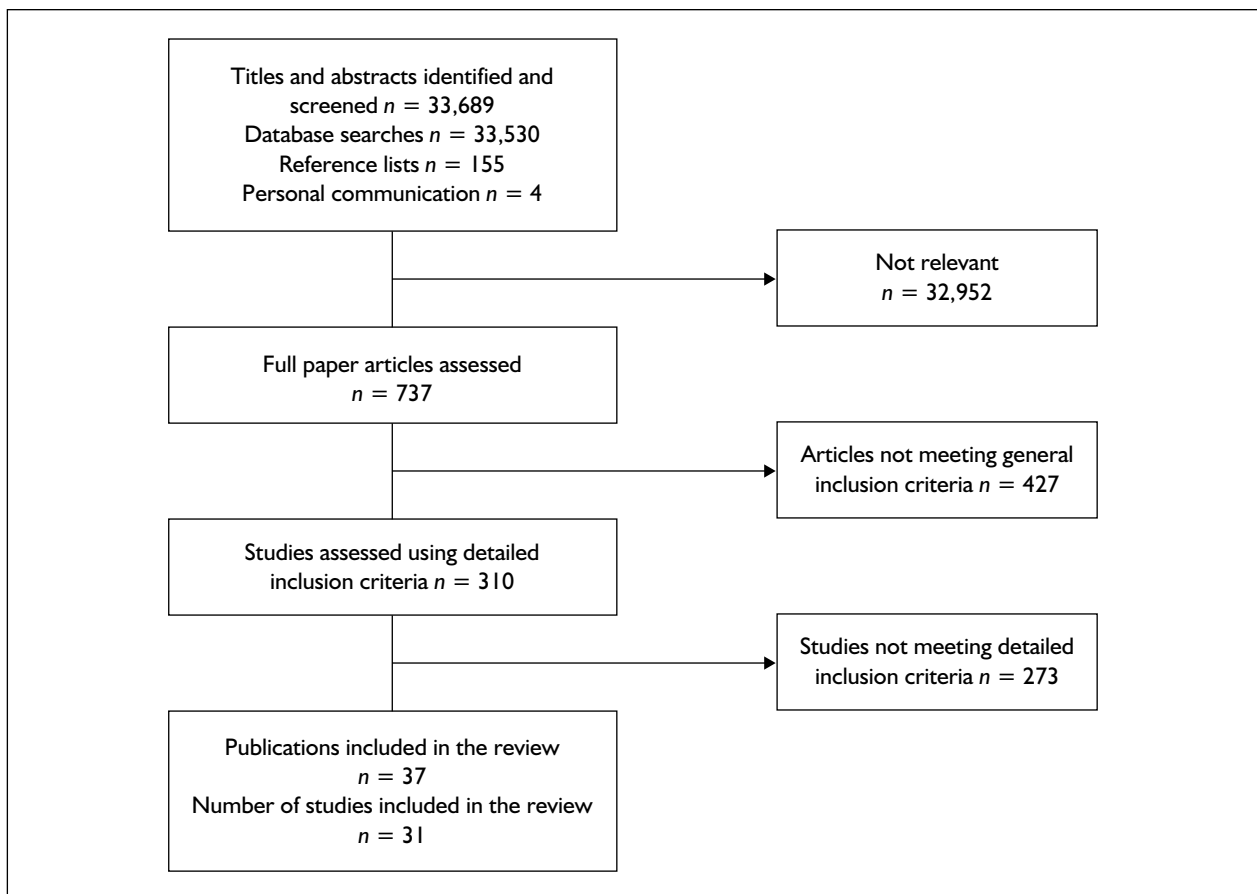 Titles and abstracts identified and
screened n = 33,689
Database searches n = 33,530
Reference lists n = 155
Personal communication n = 4
Not relevant
n = 32,952
Full paper articles assessed
n = 737
Articles not meeting general
inclusion criteria n = 427
Studies assessed using detailed
inclusion criteria n = 310
Studies not meeting detailed
inclusion criteria n = 273
Publications included in the review
n = 37
Number of studies included in the review
n = 31